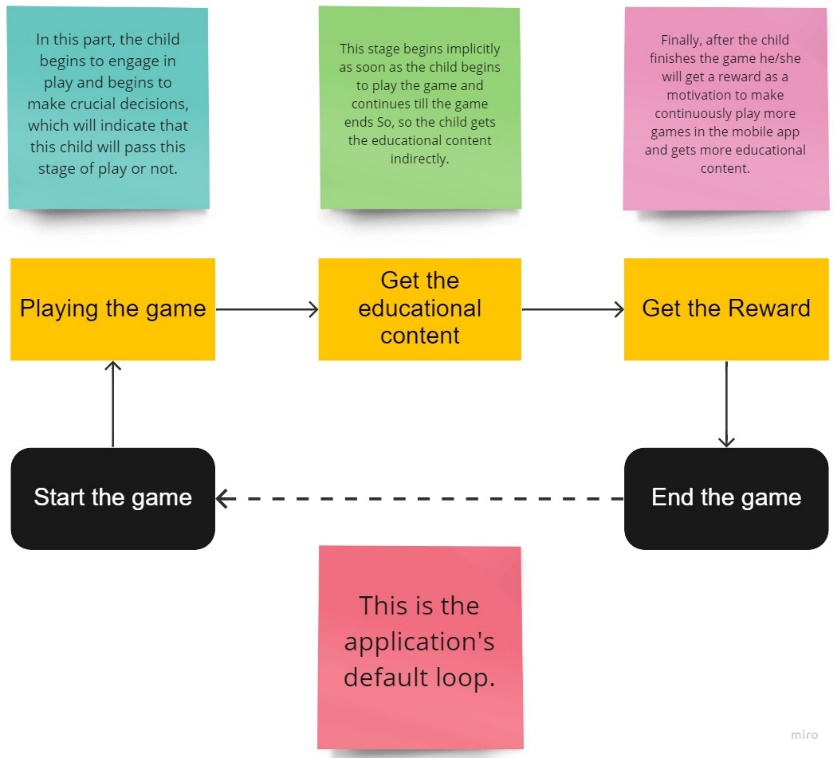 In this part, the child
begins to engage in
play and begins to
make crucial decisions,
which will indicate that
this child will pass this
stage of play or not.
This stage begins implicitly
as soon as the child begins
to play the game and
continues till the game
ends So, so the child gets
the educational content
indirectly.
Finally, after the child
finishes the game he/she
will get a reward as a
motivation to make
continuously play more
games in the mobile app
and gets more educational
content.
Playing the game
Get the
educational
content
Get the Reward
Start the game
End the game
This is the
application's
default loop.
miro